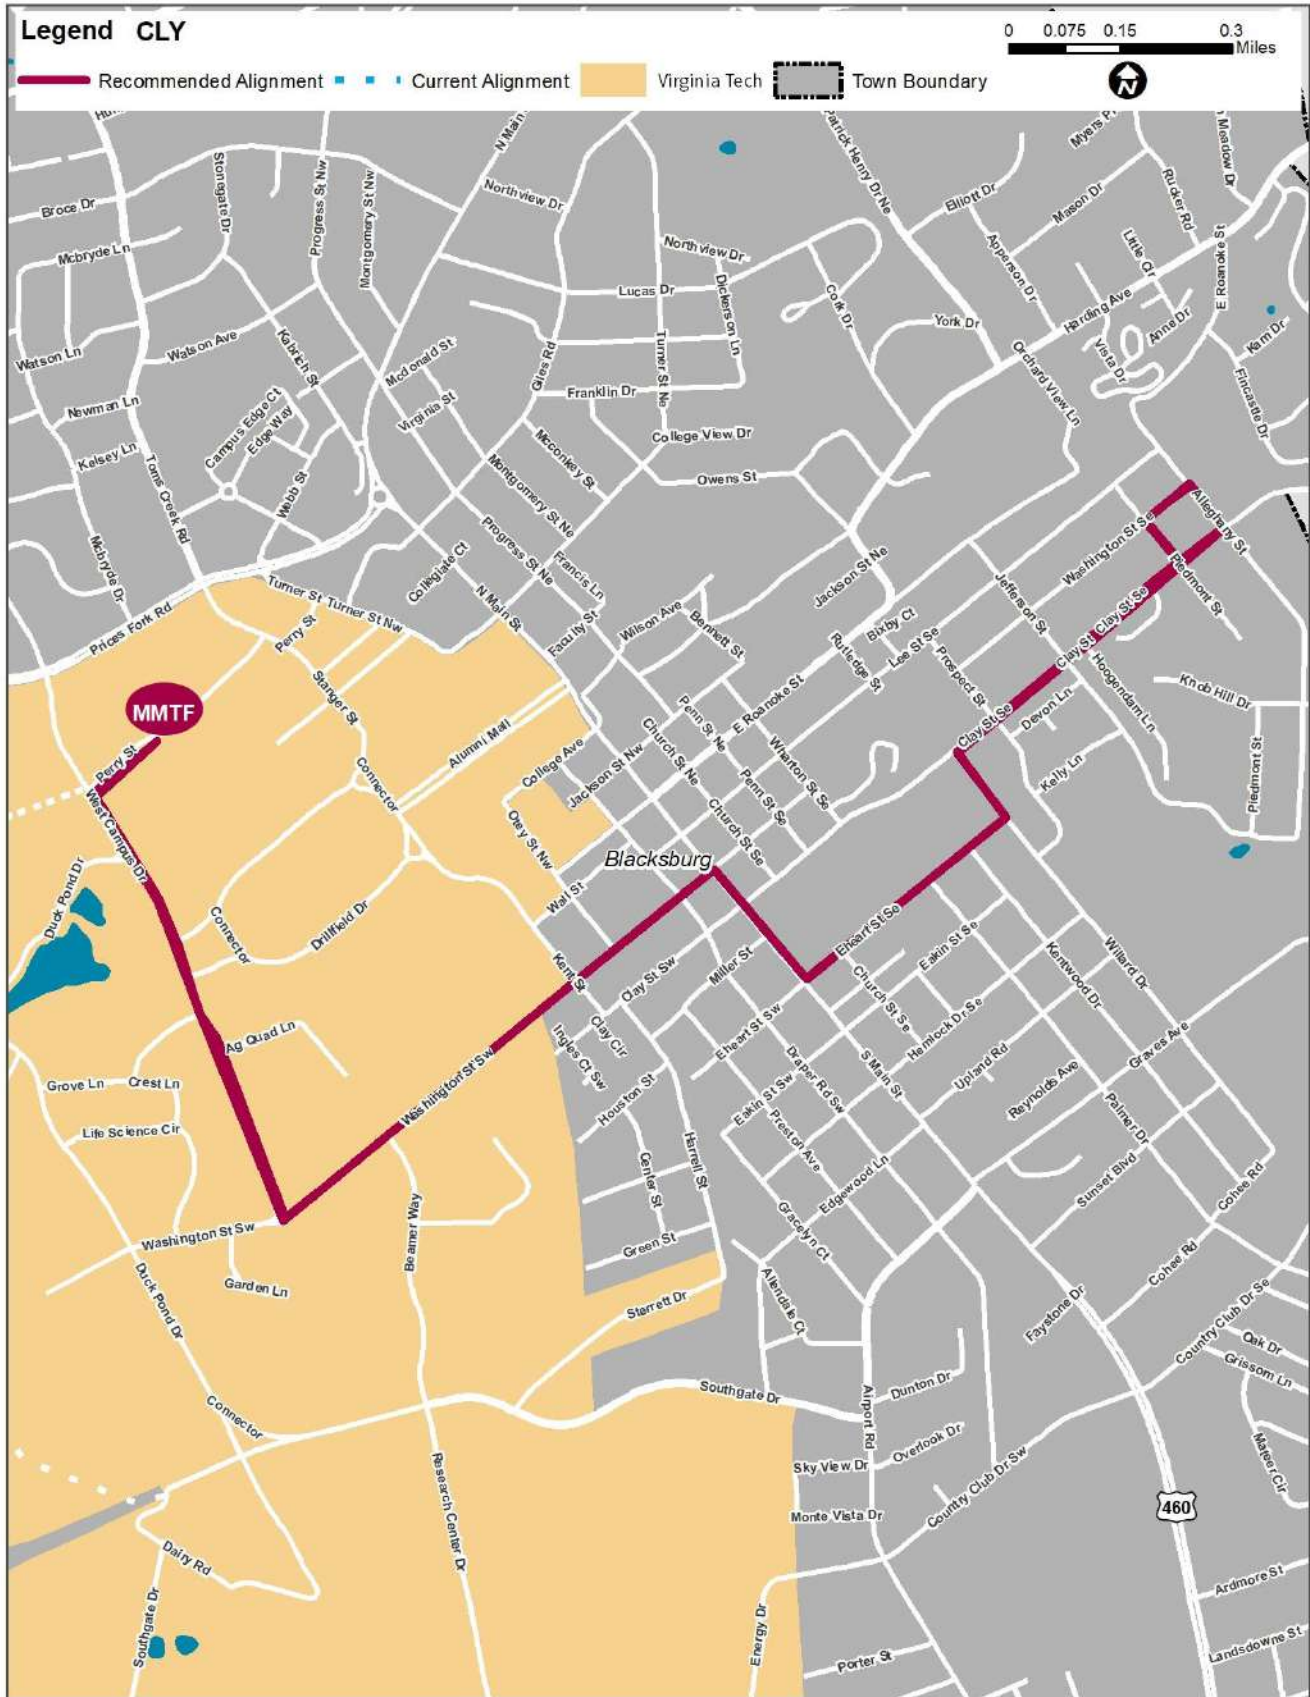 Legend CLY
0 0.075 0.15 0.3
Miles
Recommended Alignment
Current Alignment
Virginia Tech
Town Boundary
N
N Main
Patrick Henry Dr Ne
Myers P
Meadow Dr
Stonegate Dr
Progress St Nw
Montgomery St Nw
Northview Dr
Elliott Dr
Mason Dr
Rucker Rd
Broce Dr
Mcbryde Ln
Northview Dr
Apperson Dr
Little Cir
E Roanoke St
Lucas Dr
Dickerson Ln
Cork Dr
Harding Ave
Anne Dr
Watson Ln
Watson Ave
Kabrich St
Mcdonald St
Giles Rd
Turner St Ne
York Dr
Orchard View Ln
Vista Dr
Karr Dr
Newman Ln
Campus Edge Ct
Edge Way
Virginia St
Franklin Dr
Fincastle Dr
Kelsey Ln
Toms Creek Rd
Webb St
Mcconkey St
College View Dr
Owens St
Montgomery St Ne
Mcbryde Dr
Progress St Ne
Alleghany St
Washington St Se
Prices Fork Rd
Turner St
Turner St Nw
Collegiate Ct
Francis Ln
Jackson St Ne
Jefferson St
Piedmont St
Perry St
N Main St
Faculty St
Wilson Ave
Bennett St
Bixby Ct
Rutledge St
Lee St Se
Prospect St
Clay St
Clay St Se
Stanger St
MMTF
Penn St Ne
E Roanoke St
Hoogendam Ln
Knob Hill Dr
Perry St
Alumni Mall
College Ave
Jackson St Nw
Church St Ne
Wharton St Se
Clay St Se
Devon Ln
Kelly Ln
Piedmont St
West Campus Dr
Connector
Otey St Nw
Penn St Se
Church St Se
Blacksburg
Duck Pond Dr
Connector
Drillfield Dr
Wall St
Eheart St Se
Kent St
Clay St Sw
Miller St
Eakin St Se
Church St Se
Kentwood Dr
Willard Dr
Ag Quad Ln
Clay Cir
Ingles Ct Sw
Eheart St Sw
Hemlock Dr Se
Graves Ave
Grove Ln
Crest Ln
Washington St Sw
Houston St
Draper Rd Sw
S Main St
Upland Rd
Reynolds Ave
Life Science Cir
Eakin St Sw
Preston Ave
Palmer Dr
Harrell St
Center St
Edgewood Ln
Sunset Blvd
Cohee Rd
Washington St Sw
Beamer Way
Green St
Gracelyn Ct
Cohee Rd
Garden Ln
Sterrett Dr
Allendale Ct
Faystone Dr
Country Club Dr Se
Duck Pond Dr
Oak Dr
Grissom Ln
Southgate Dr
Airport Rd
Dunton Dr
Connector
Overlook Dr
Mateer Cir
Sky View Dr
Country Club Dr Sw
Research Center Dr
Monte Vista Dr
460
Dairy Rd
Southgate Dr
Energy Dr
Ardmore St
Landsdowne St
Porter St